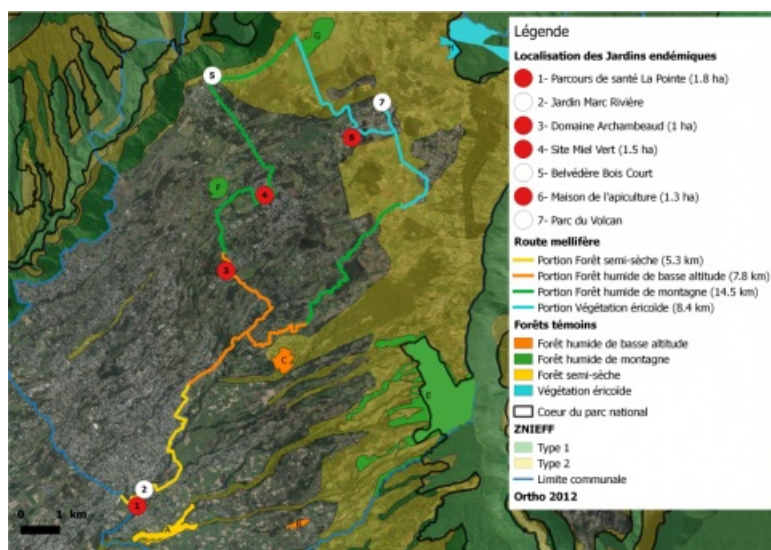 Légende
Localisation des Jardins endémiques
1- Parcours de santé La Pointe (1.8 ha)
2- Jardin Marc Rivière
3- Domaine Archambeaud (1 ha)
4- Site Miel Vert (1.5 ha)
5- Belvédère Bois Court
6- Maison de l'apiculture (1.3 ha)
7- Parc du Volcan
Route mellifère
Portion Forêt semi-sèche (5.3 km)
Portion Forêt humide de basse altitude (7.8 km)
Portion Forêt humide de montagne (14.5 km)
Portion Végétation éricoïde (8.4 km)
Forêts témoins
Forêt humide de basse altitude
Forêt humide de montagne
Forêt semi-sèche
Végétation éricoïde
Coeur du parc national
ZNIEFF
Type 1
Type 2
Limite communale
Ortho 2012
G
H
5
7
6
F
4
3
C
E
2
1
0 1 km